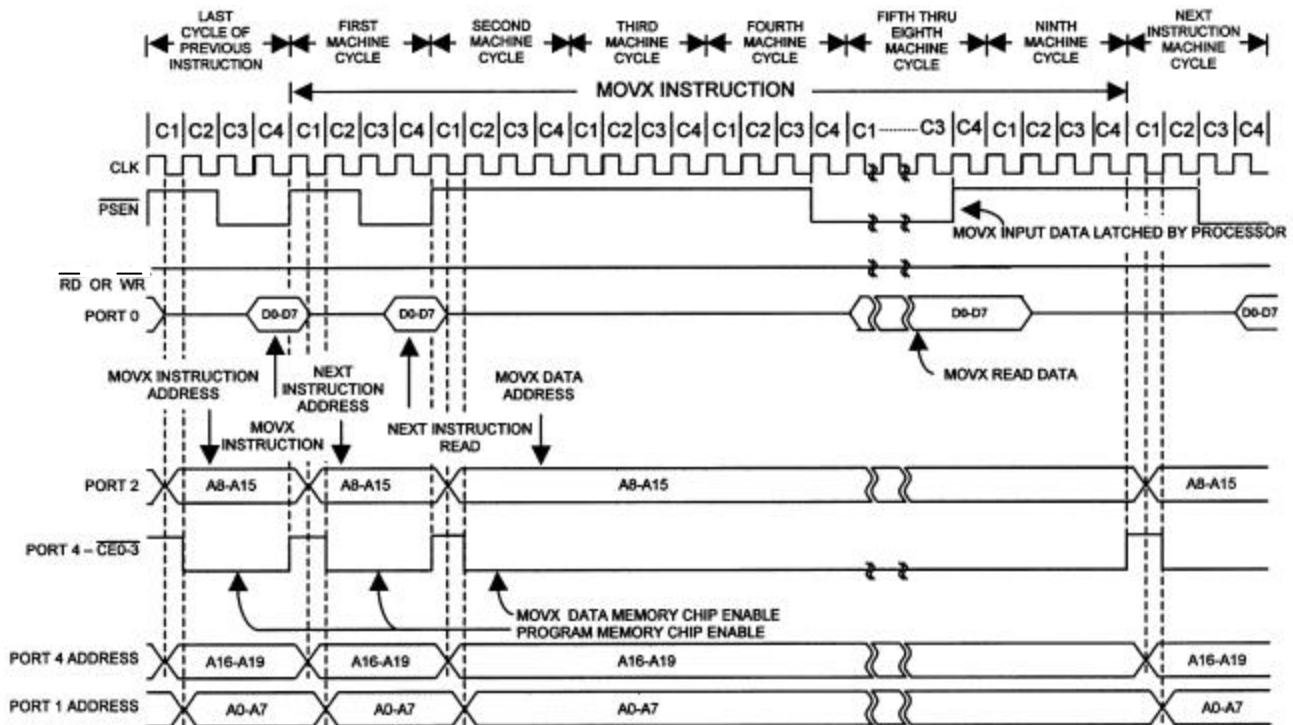 LAST
CYCLE OF
PREVIOUS
INSTRUCTION
FIRST
MACHINE
CYCLE
SECOND
MACHINE
CYCLE
THIRD
MACHINE
CYCLE
FOURTH
MACHINE
CYCLE
FIFTH THRU
EIGHTH
MACHINE
CYCLE
NINTH
MACHINE
CYCLE
NEXT
INSTRUCTION
MACHINE
CYCLE
MOVX INSTRUCTION
C1 C2 C3 C4 C1 C2 C3 C4 C1 C2 C3 C4 C1 C2 C3 C4 C1 C2 C3 C4 C1 C3 C4 C1 C2 C3 C4 C1 C2 C3 C4
CLK
PSEN
MOVX INPUT DATA LATCHED BY PROCESSOR
RD OR WR
PORT 0 D0-D7 D0-D7 D0-D7 D0-D7
MOVX INSTRUCTION
ADDRESS
NEXT
INSTRUCTION
ADDRESS
MOVX DATA
ADDRESS
MOVX READ DATA
MOVX
INSTRUCTION
NEXT INSTRUCTION
READ
PORT 2 A8-A15 A8-A15 A8-A15 A8-A15
PORT 4 – CE0-3
MOVX DATA MEMORY CHIP ENABLE
PROGRAM MEMORY CHIP ENABLE
PORT 4 ADDRESS A16-A19 A16-A19 A16-A19 A16-A19
PORT 1 ADDRESS A0-A7 A0-A7 A0-A7 A0-A7